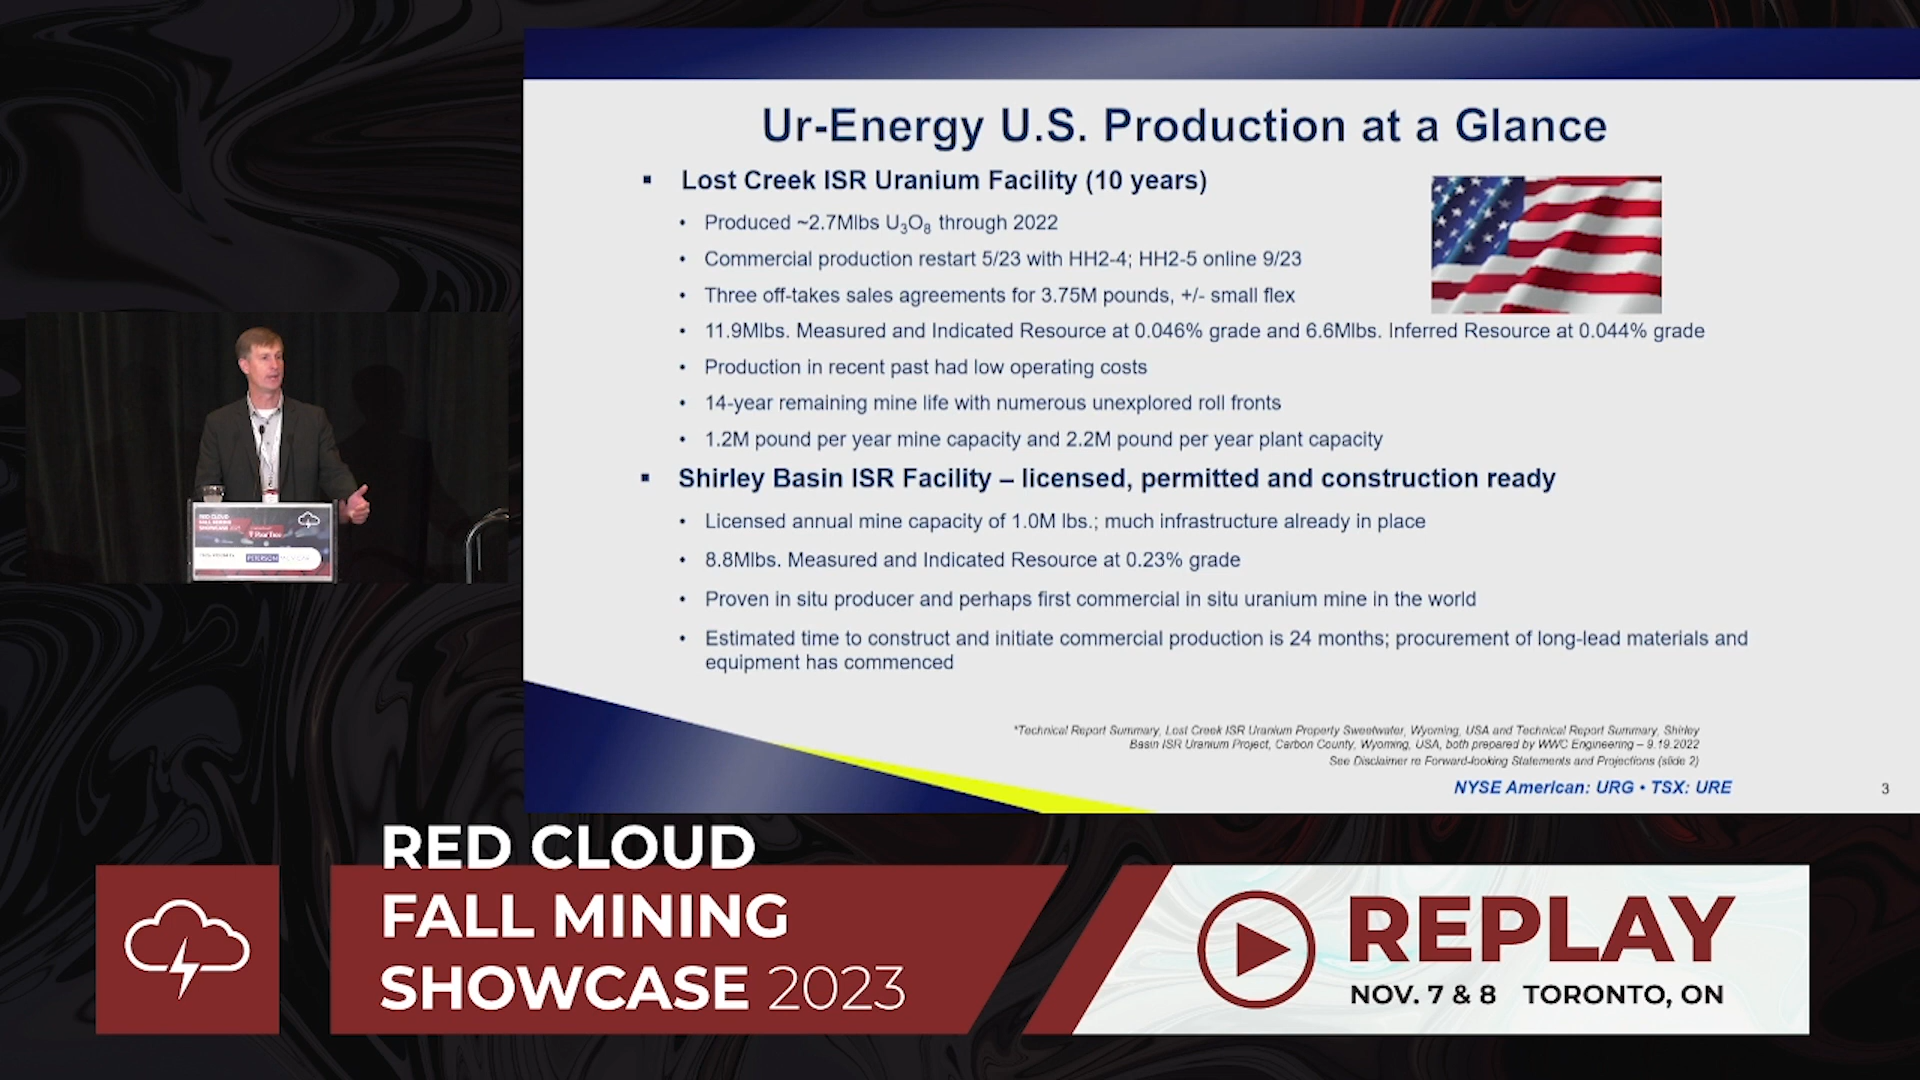 Ur-Energy U.S. Production at a Glance
▪ Lost Creek ISR Uranium Facility (10 years)
• Produced ~2.7Mlbs U₃O₈ through 2022
• Commercial production restart 5/23 with HH2-4; HH2-5 online 9/23
• Three off-takes sales agreements for 3.75M pounds, +/- small flex
• 11.9Mlbs. Measured and Indicated Resource at 0.046% grade and 6.6Mlbs. Inferred Resource at 0.044% grade
• Production in recent past had low operating costs
• 14-year remaining mine life with numerous unexplored roll fronts
• 1.2M pound per year mine capacity and 2.2M pound per year plant capacity
▪ Shirley Basin ISR Facility – licensed, permitted and construction ready
• Licensed annual mine capacity of 1.0M lbs.; much infrastructure already in place
• 8.8Mlbs. Measured and Indicated Resource at 0.23% grade
• Proven in situ producer and perhaps first commercial in situ uranium mine in the world
• Estimated time to construct and initiate commercial production is 24 months; procurement of long-lead materials and
equipment has commenced
*Technical Report Summary, Lost Creek ISR Uranium Property Sweetwater, Wyoming, USA and Technical Report Summary, Shirley
Basin ISR Uranium Project, Carbon County, Wyoming, USA, both prepared by WWC Engineering – 9.19.2022
See Disclaimer re Forward-looking Statements and Projections (slide 2)
NYSE American: URG • TSX: URE
3
RED CLOUD
FALL MINING
SHOWCASE 2023
RED CLOUD
FALL MINING
SHOWCASE 2023
REPLAY
NOV. 7 & 8 TORONTO, ON